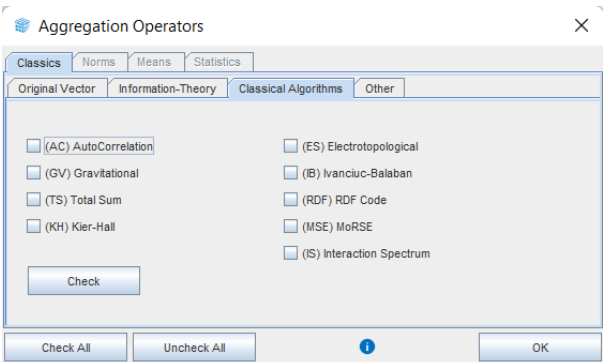 Aggregation Operators
Classics Norms Means Statistics
Original Vector Information-Theory Classical Algorithms Other
(AC) AutoCorrelation (ES) Electrotopological
(GV) Gravitational (IB) Ivanciuc-Balaban
(TS) Total Sum (RDF) RDF Code
(KH) Kier-Hall (MSE) MoRSE
(IS) Interaction Spectrum
Check
Check All Uncheck All OK